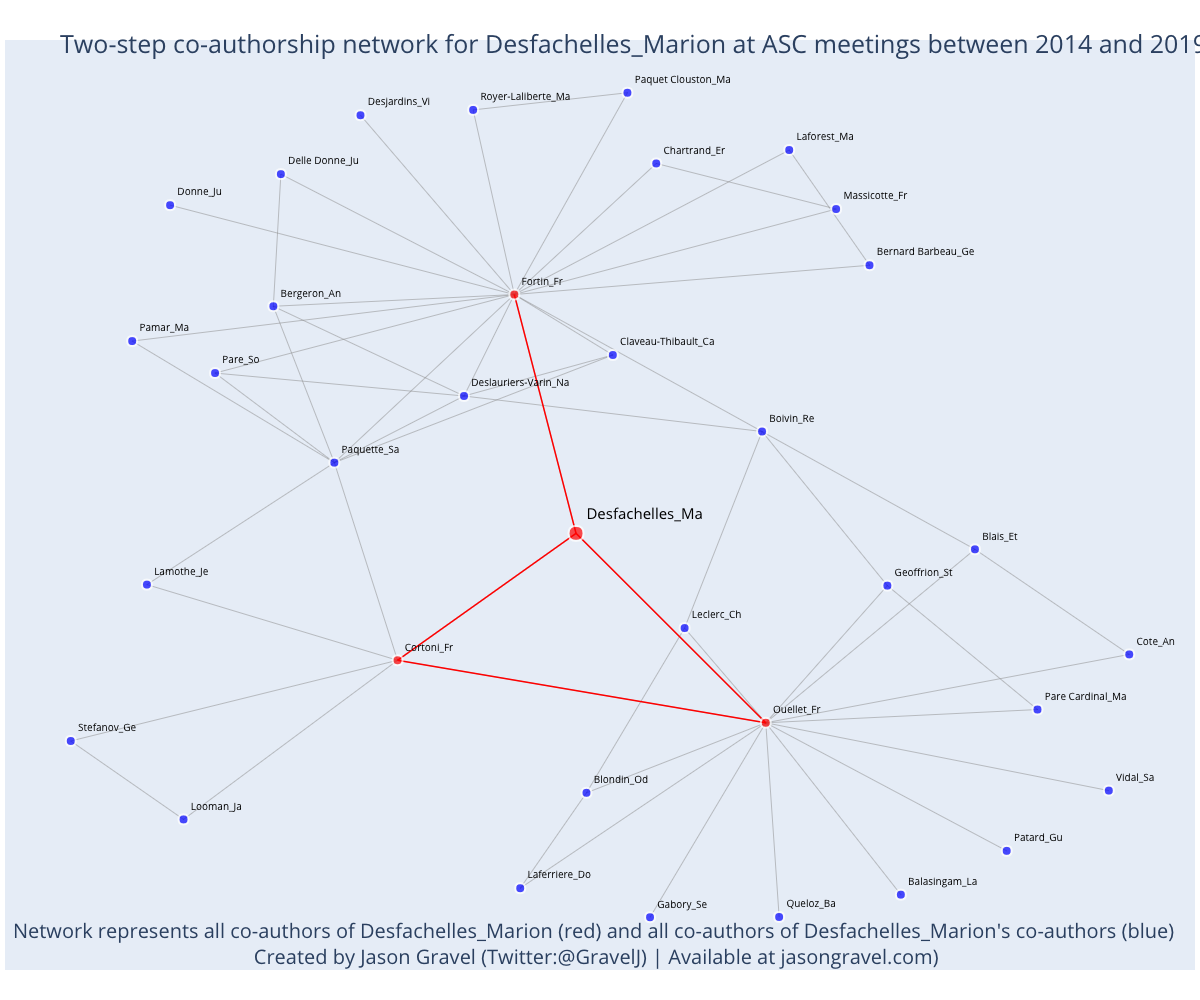 Two-step co-authorship network for Desfachelles_Marion at ASC meetings between 2014 and 2019
Paquet Clouston_Ma
Royer-Laliberte_Ma
Desjardins_Vi
Laforest_Ma
Chartrand_Er
Delle Donne_Ju
Donne_Ju
Massicotte_Fr
Bernard Barbeau_Ge
Fortin_Fr
Bergeron_An
Pamar_Ma
Claveau-Thibault_Ca
Pare_So
Deslauriers-Varin_Na
Boivin_Re
Paquette_Sa
Desfachelles_Ma
Blais_Et
Lamothe_Je
Geoffrion_St
Leclerc_Ch
Cote_An
Cortoni_Fr
Pare Cardinal_Ma
Ouellet_Fr
Stefanov_Ge
Vidal_Sa
Blondin_Od
Looman_Ja
Patard_Gu
Laferriere_Do
Balasingam_La
Gabory_Se
Queloz_Ba
Network represents all co-authors of Desfachelles_Marion (red) and all co-authors of Desfachelles_Marion's co-authors (blue)
Created by Jason Gravel (Twitter:@GravelJ) | Available at jasongravel.com)